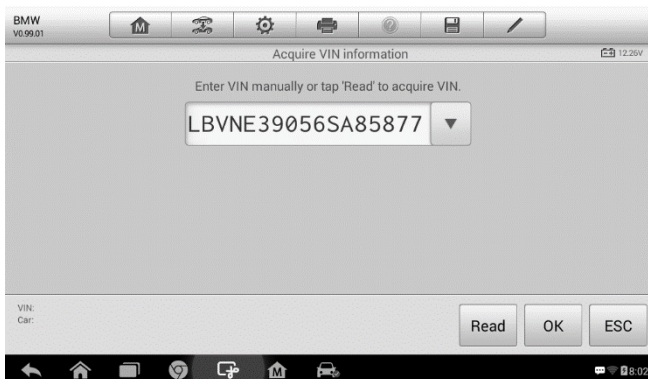 BMW
V0.99.01
M
Acquire VIN information
12.26V
Enter VIN manually or tap 'Read' to acquire VIN.
LBVNE39056SA85877
VIN:
Car:
Read
OK
ESC
M
8:02